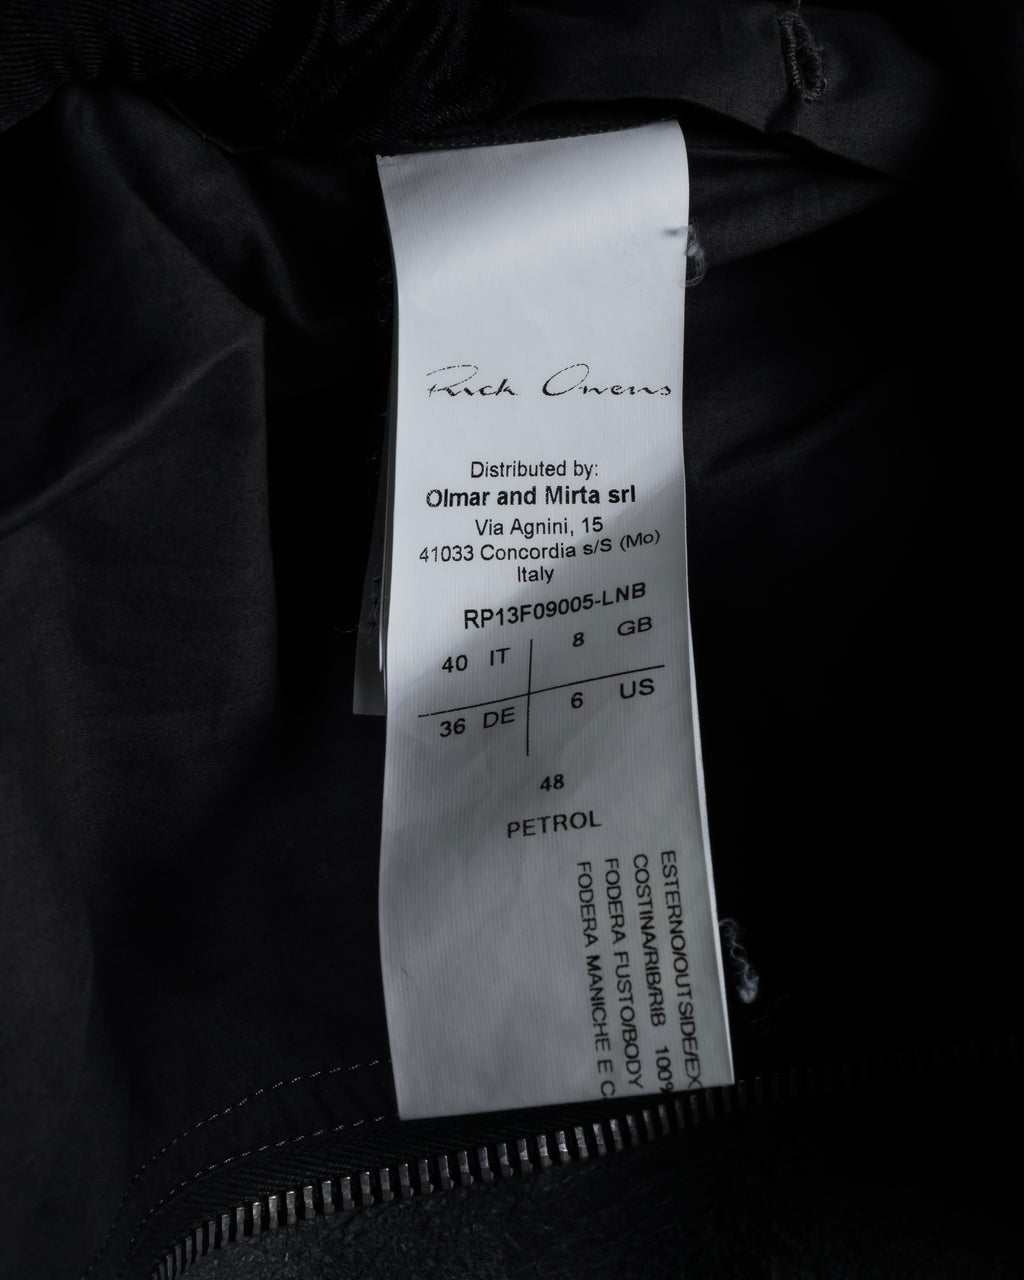 Rick Owens
Distributed by:
Olmar and Mirta srl
Via Agnini, 15
41033 Concordia s/S (Mo)
Italy
RP13F09005-LNB
40 IT 8 GB
36 DE 6 US
48
PETROL
ESTERNO/OUTSIDE/EX
COSTINA/RIB/RIB 100%
FODERA FUSTO/BODY
FODERA MANICHE E C